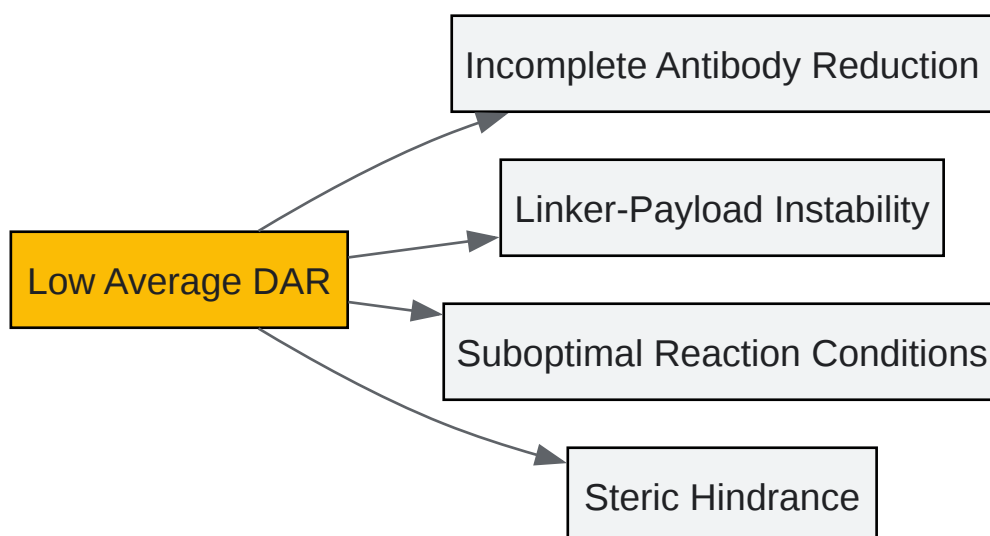 Incomplete Antibody Reduction
Linker-Payload Instability
Low Average DAR
Suboptimal Reaction Conditions
Steric Hindrance